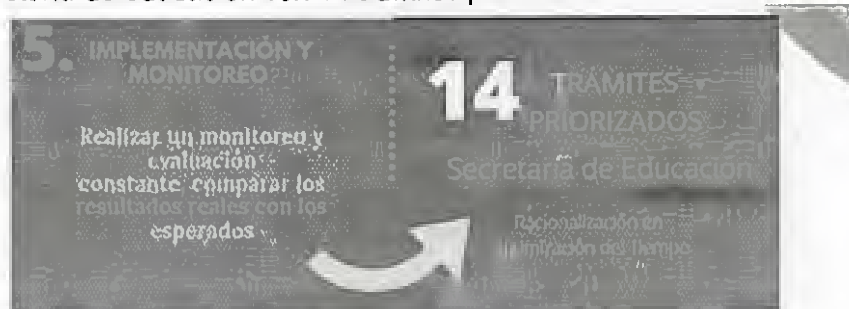 5. IMPLEMENTACIÓN Y
MONITOREO
Realizar un monitoreo y
evaluación
constante comparar los
resultados reales con los
esperados
14 TRÁMITES
PRIORIZADOS
Secretaría de Educación
Racionalización en
del tiempo